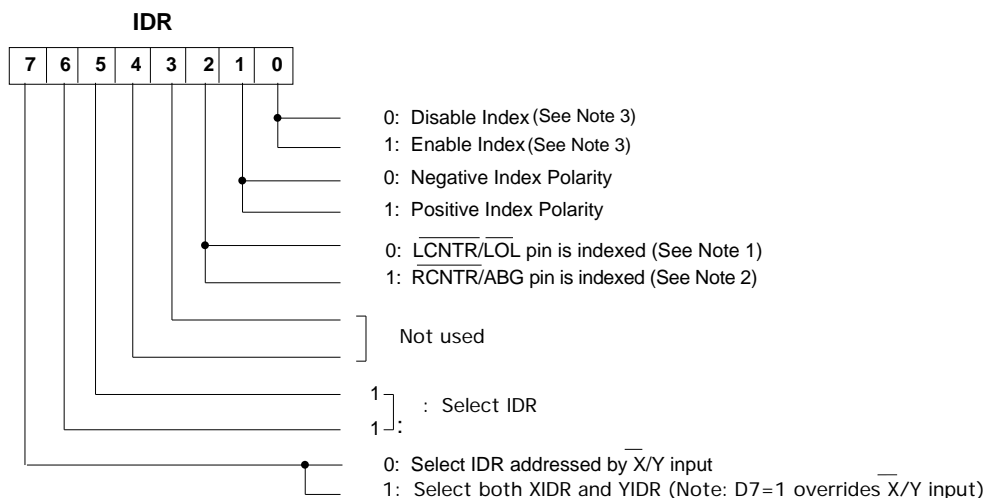 IDR
7 6 5 4 3 2 1 0
0: Disable Index (See Note 3)
1: Enable Index (See Note 3)
0: Negative Index Polarity
1: Positive Index Polarity
0: L̅C̅N̅T̅R̅/L̅O̅L̅ pin is indexed (See Note 1)
1: R̅C̅N̅T̅R̅/ABG pin is indexed (See Note 2)
Not used
1
: Select IDR
1 :
0: Select IDR addressed by X̅/Y input
1: Select both XIDR and YIDR (Note: D7=1 overrides X̅/Y input)